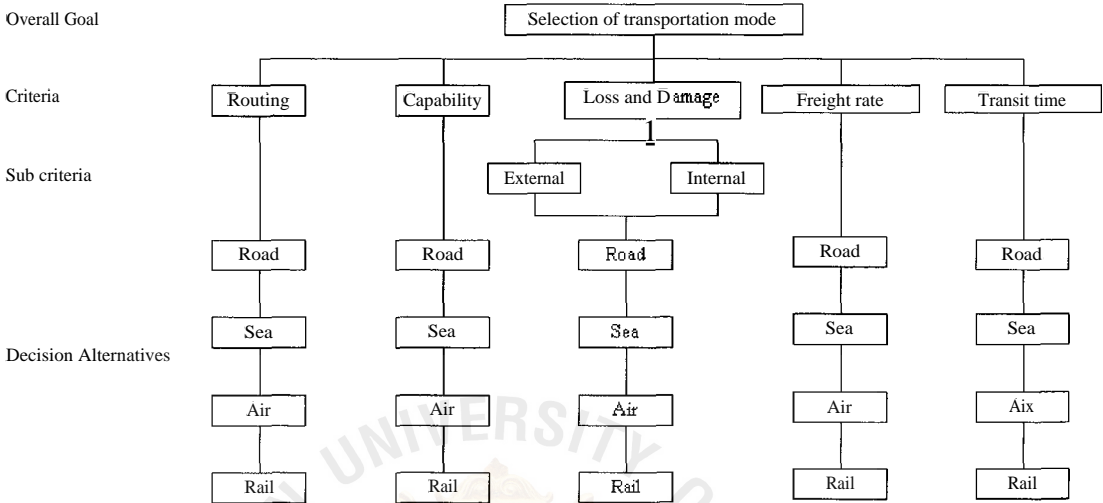 Overall Goal
Selection of transportation mode
Criteria
Routing
Capability
Loss and Damage
Freight rate
Transit time
1
Sub criteria
External
Internal
Road
Road
Road
Road
Road
Sea
Sea
Sea
Sea
Sea
Decision Alternatives
Air
Air
Air
Air
Aix
UNIVERSITY
Rail
Rail
Rail
Rail
Rail